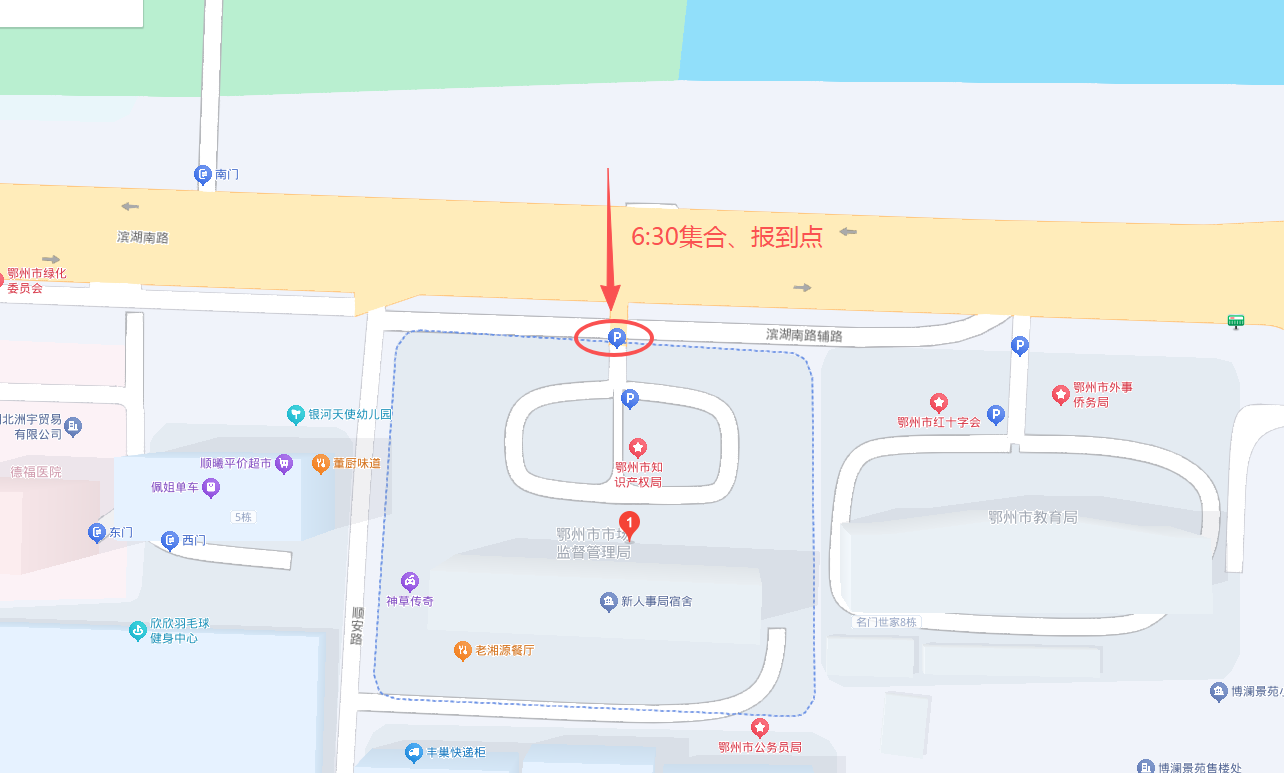 南门
滨湖南路
6:30集合、报到点
鄂州市绿化
委员会
P
滨湖南路辅路
P
P
鄂州市红十字会
P
鄂州市外事
侨务局
银河天使幼儿园
北洲宇贸易
有限公司
德福医院
顺曦平价超市
董厨味道
佩姐单车
5栋
东门
西门
鄂州市知
识产权局
1
鄂州市市场
监督管理局
鄂州市教育局
神草传奇
新人事局宿舍
名门世家8栋
欣欣羽毛球
健身中心
顺安路
老湘源餐厅
博澜景苑小
鄂州市公务员局
丰巢快递柜
博澜景苑售楼处